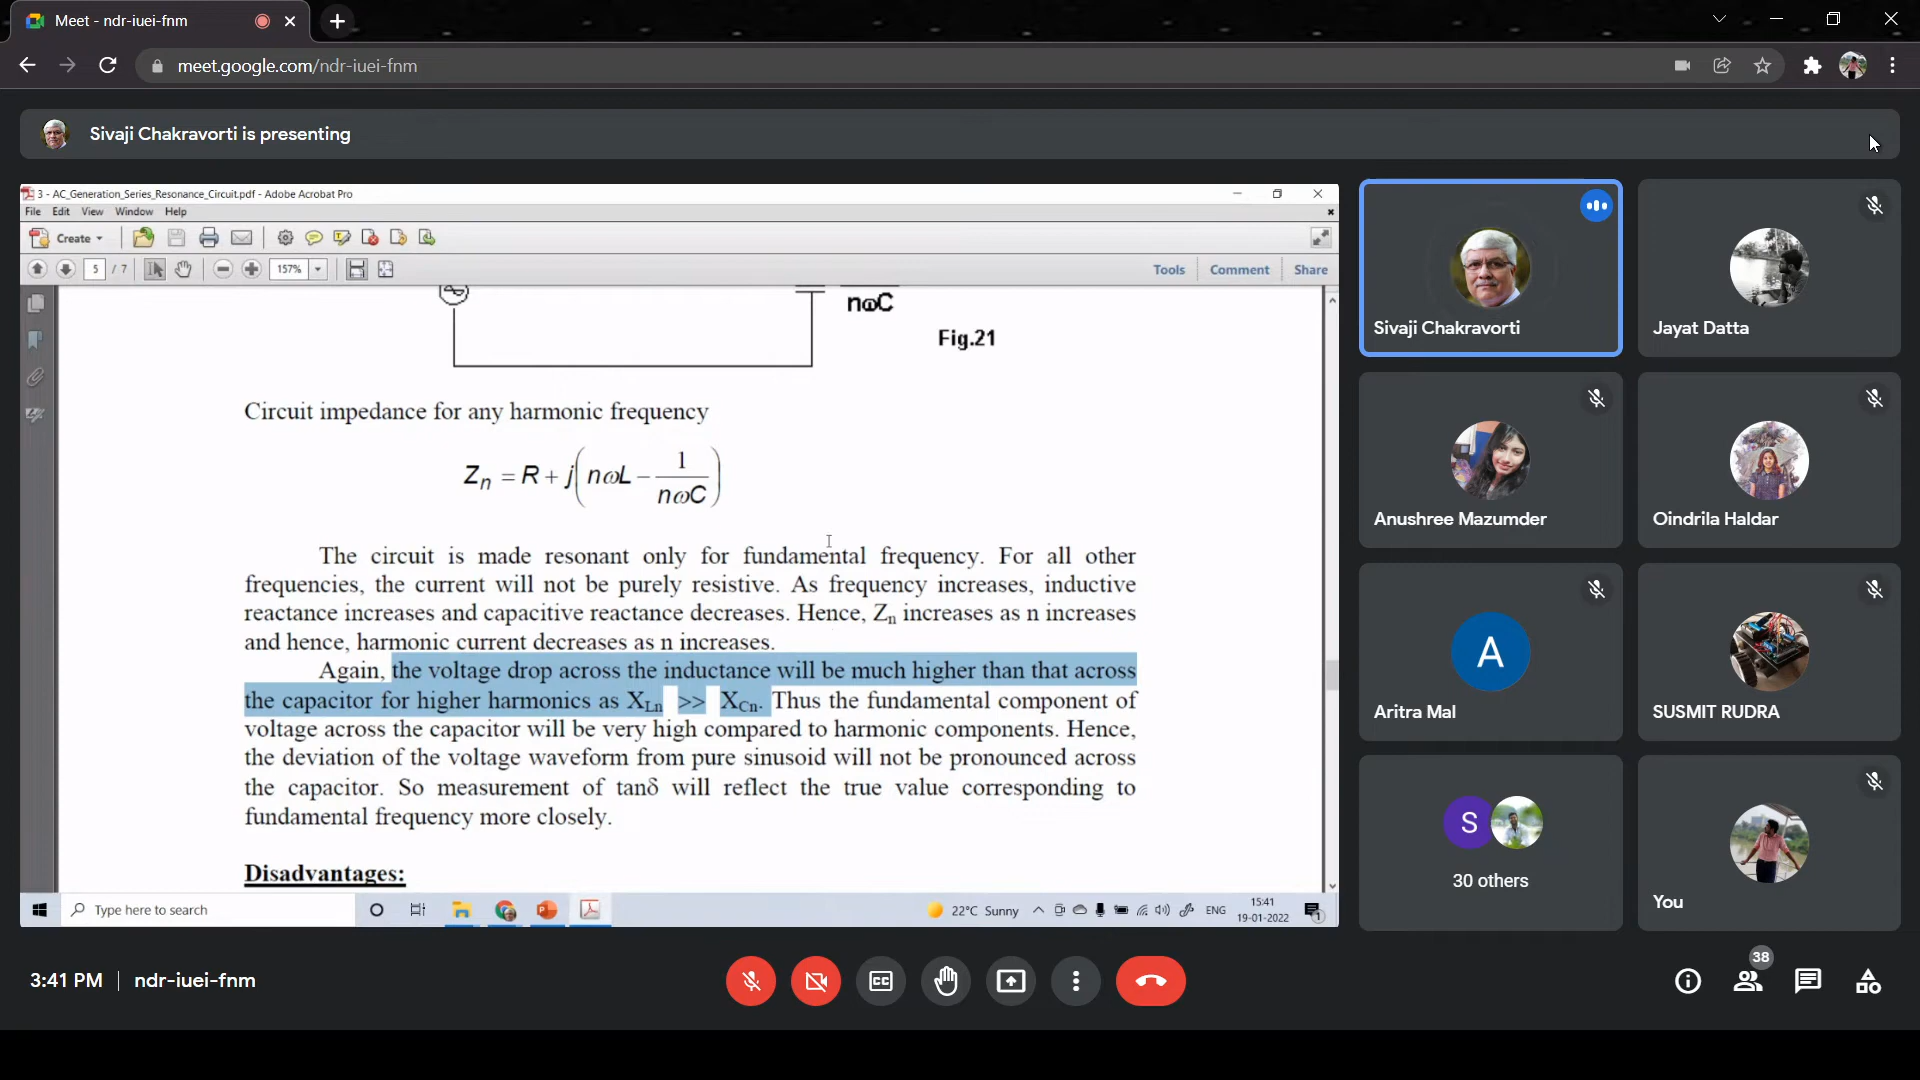 Meet - ndr-iuei-fnm
meet.google.com/ndr-iuei-fnm
Sivaji Chakravorti is presenting
3 - AC_Generation_Series_Resonance_Circuit.pdf - Adobe Acrobat Pro
File Edit View Window Help
Create
5 / 7 157% Tools Comment Share
nωC
Fig.21
Circuit impedance for any harmonic frequency
Zn = R + j(nωL − 1/nωC)
The circuit is made resonant only for fundamental frequency. For all other
frequencies, the current will not be purely resistive. As frequency increases, inductive
reactance increases and capacitive reactance decreases. Hence, Zn increases as n increases
and hence, harmonic current decreases as n increases.
Again, the voltage drop across the inductance will be much higher than that across
the capacitor for higher harmonics as XLn >> XCn. Thus the fundamental component of
voltage across the capacitor will be very high compared to harmonic components. Hence,
the deviation of the voltage waveform from pure sinusoid will not be pronounced across
the capacitor. So measurement of tanδ will reflect the true value corresponding to
fundamental frequency more closely.
Disadvantages:
Type here to search
22°C Sunny ENG 15:41
19-01-2022
1
Sivaji Chakravorti
Jayat Datta
Anushree Mazumder
Oindrila Haldar
A
Aritra Mal
SUSMIT RUDRA
S
30 others
You
3:41 PM ndr-iuei-fnm
CC
38